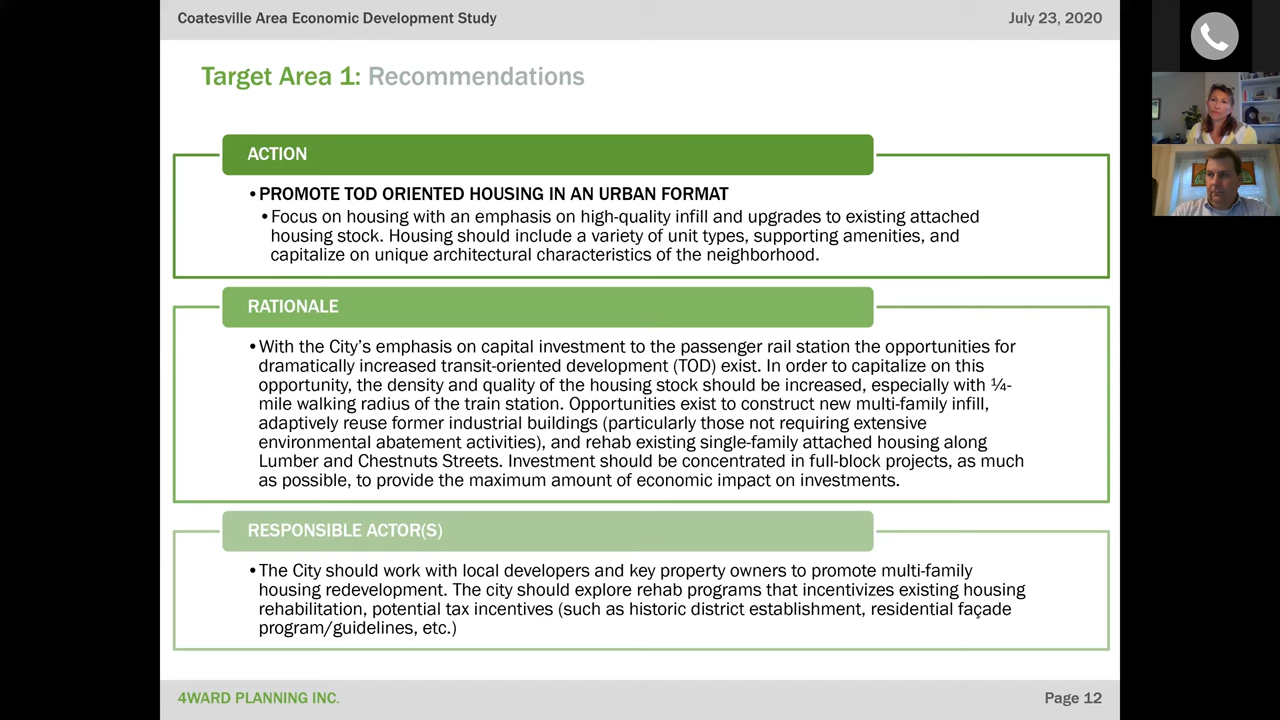 Coatesville Area Economic Development Study
July 23, 2020
Target Area 1: Recommendations
ACTION
•PROMOTE TOD ORIENTED HOUSING IN AN URBAN FORMAT
•Focus on housing with an emphasis on high-quality infill and upgrades to existing attached
housing stock. Housing should include a variety of unit types, supporting amenities, and
capitalize on unique architectural characteristics of the neighborhood.
RATIONALE
•With the City's emphasis on capital investment to the passenger rail station the opportunities for
dramatically increased transit-oriented development (TOD) exist. In order to capitalize on this
opportunity, the density and quality of the housing stock should be increased, especially with ¼-
mile walking radius of the train station. Opportunities exist to construct new multi-family infill,
adaptively reuse former industrial buildings (particularly those not requiring extensive
environmental abatement activities), and rehab existing single-family attached housing along
Lumber and Chestnuts Streets. Investment should be concentrated in full-block projects, as much
as possible, to provide the maximum amount of economic impact on investments.
RESPONSIBLE ACTOR(S)
•The City should work with local developers and key property owners to promote multi-family
housing redevelopment. The city should explore rehab programs that incentivizes existing housing
rehabilitation, potential tax incentives (such as historic district establishment, residential façade
program/guidelines, etc.)
4WARD PLANNING INC.
Page 12